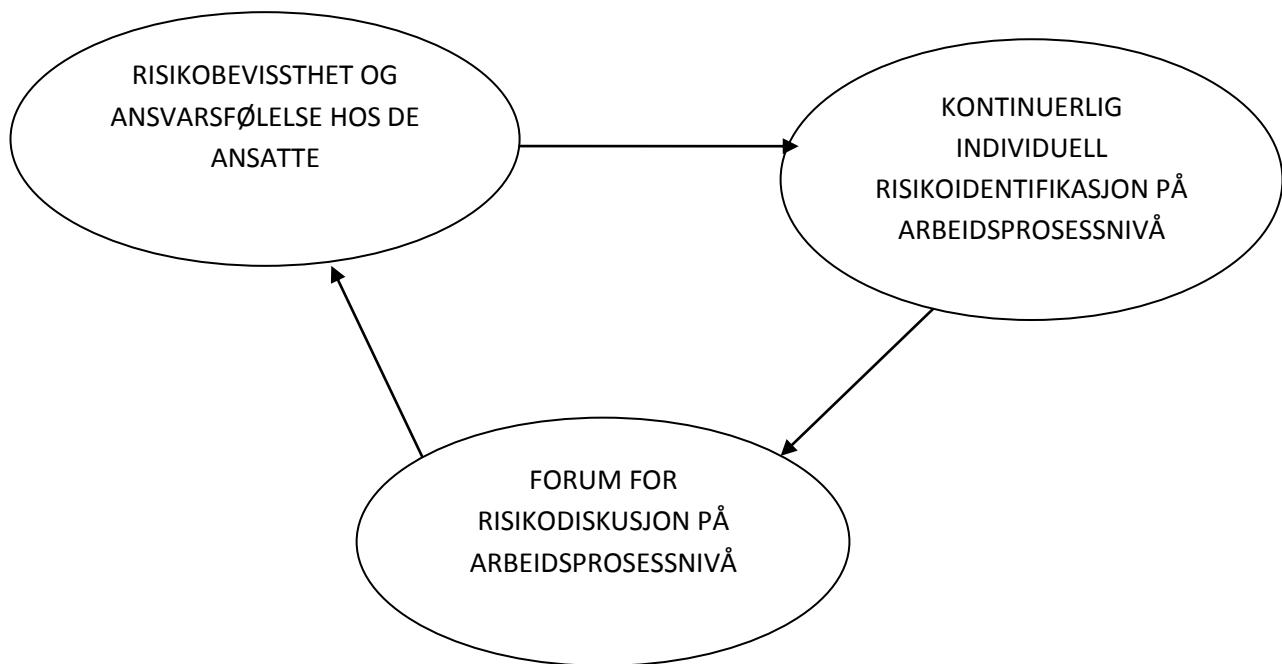 RISIKOBEVISSTHET OG
ANSVARSFØLELSE HOS DE
ANSATTE
KONTINUERLIG
INDIVIDUELL
RISIKOIDENTIFIKASJON PÅ
ARBEIDSPROSESSNIVÅ
FORUM FOR
RISIKODISKUSJON PÅ
ARBEIDSPROSESSNIVÅ